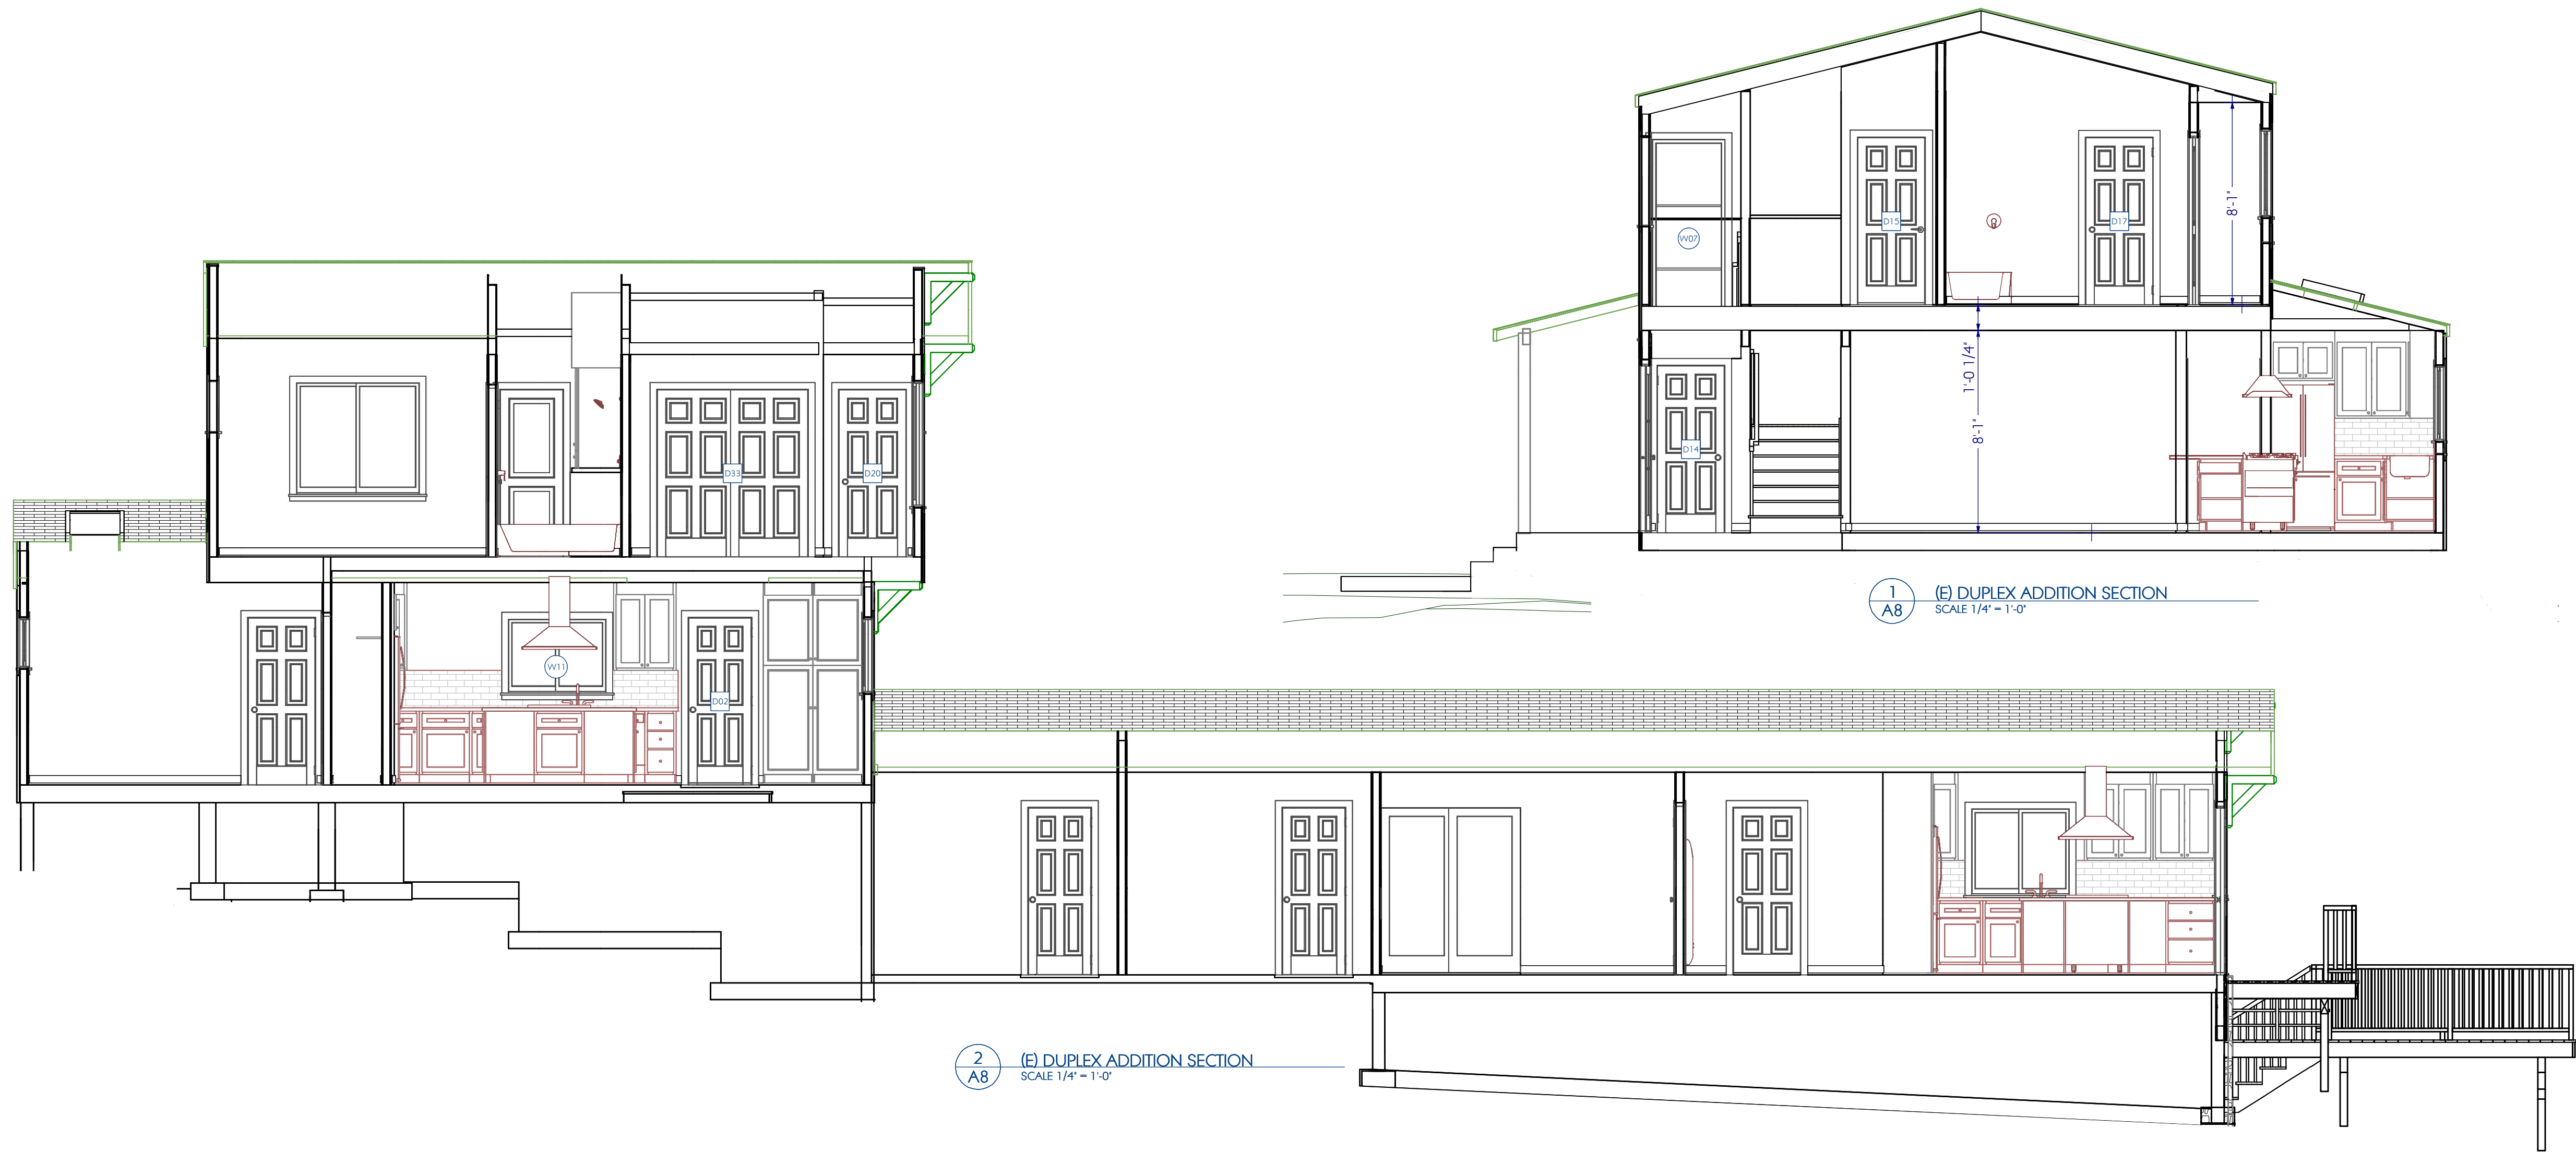 W07
D15
D17
8'-1"
1'-0 1/4"
8'-1"
D14
1
A8
(E) DUPLEX ADDITION SECTION
SCALE 1/4" = 1'-0"
D33
D20
W11
D02
2
A8
(E) DUPLEX ADDITION SECTION
SCALE 1/4" = 1'-0"